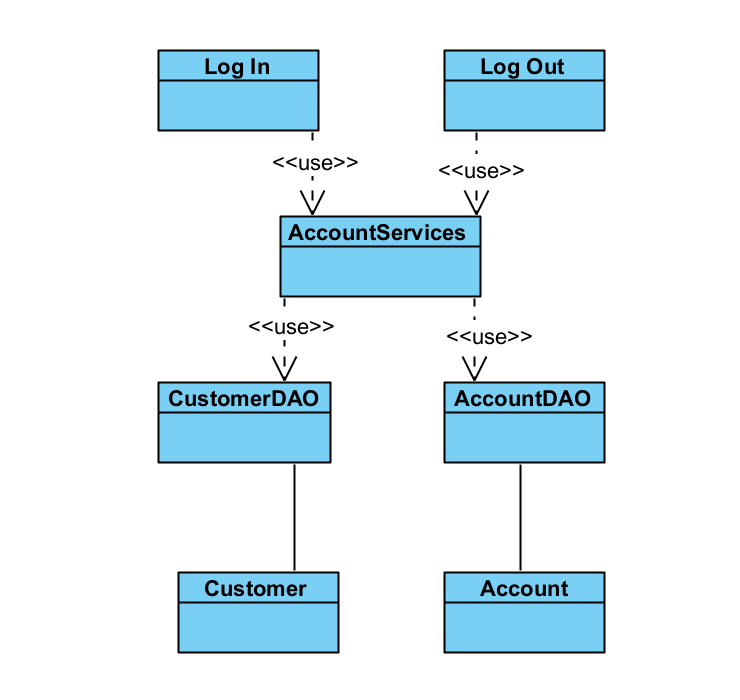 Log In
Log Out
<<use>>
<<use>>
AccountServices
<<use>>
<<use>>
CustomerDAO
AccountDAO
Customer
Account